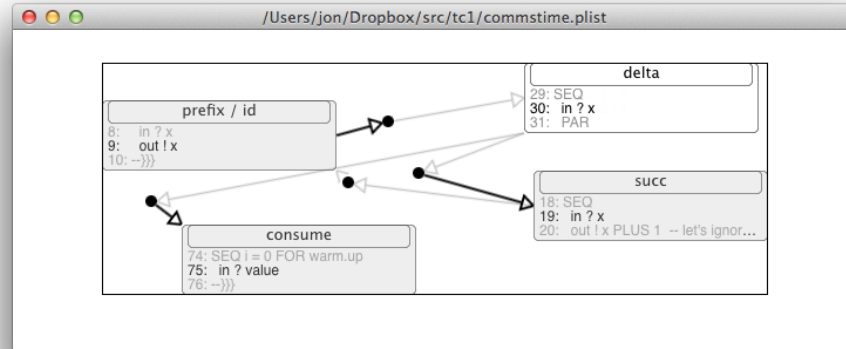 /Users/jon/Dropbox/src/tc1/commstime.plist
delta
29: SEQ
30: in ? x
31: PAR
prefix / id
8: in ? x
9: out ! x
10: --}}}
succ
18: SEQ
19: in ? x
20: out ! x PLUS 1 -- let's ignor...
consume
74: SEQ i = 0 FOR warm.up
75: in ? value
76: --}}}